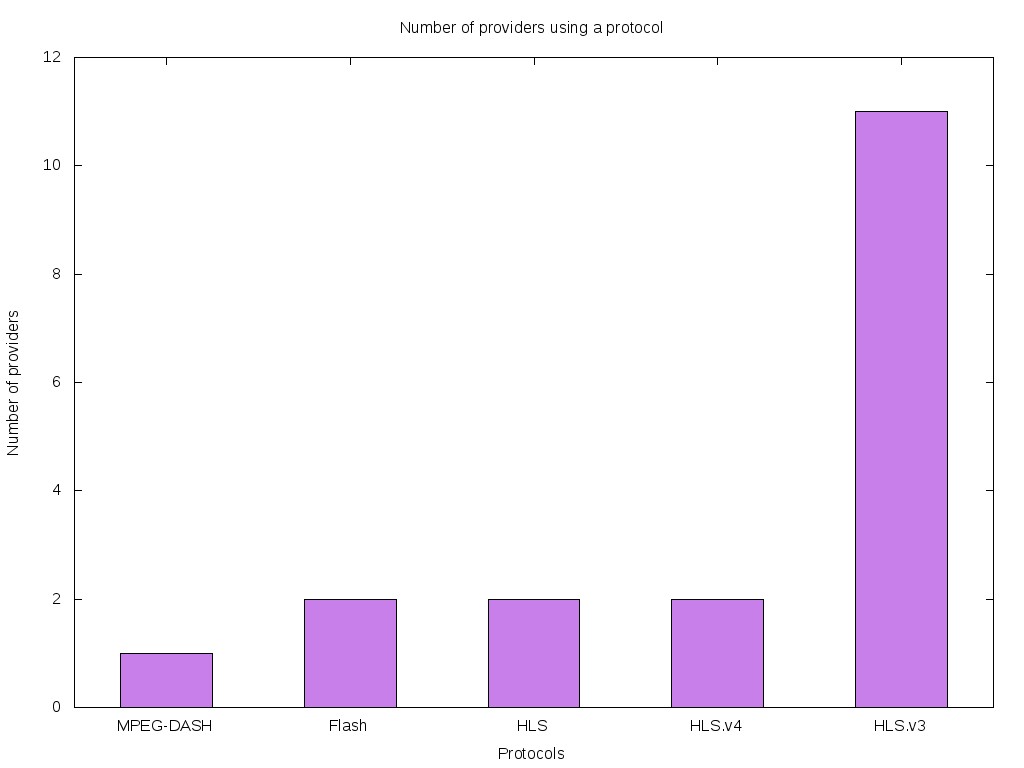 Number of providers using a protocol
12
10
8
6
4
2
0
Number of providers
MPEG-DASH Flash HLS HLS.v4 HLS.v3
Protocols